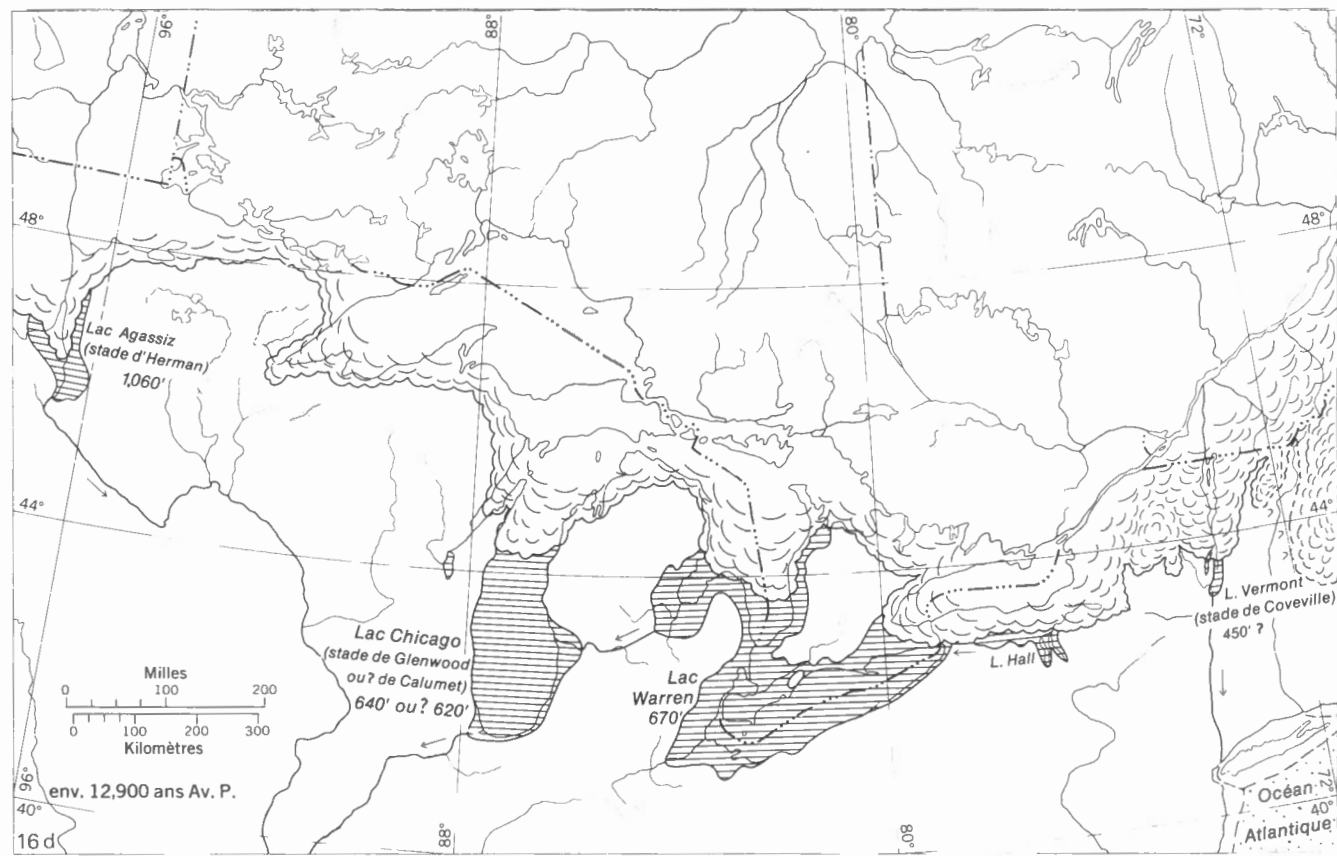 96°
88°
80°
72°
48°
48°
Lac Agassiz
(stade d'Herman)
1,060'
44°
44°
L. Vermont
(stade de Coveville)
450' ?
Lac Chicago
(stade de Glenwood
ou? de Calumet)
640' ou? 620'
Lac
Warren
670'
L. Hall
Milles
0 100 200
0 100 200 300
Kilomètres
env. 12,900 ans Av. P.
96°
40°
16 d
88°
80°
72°
40°
Océan
Atlantique